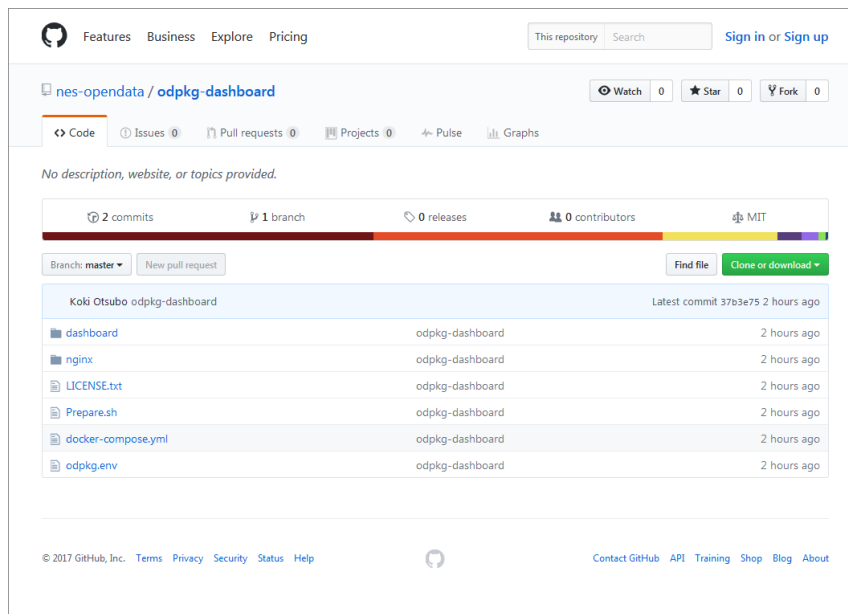 Features Business Explore Pricing This repository Search Sign in or Sign up
nes-opendata / odpkg-dashboard Watch 0 Star 0 Fork 0
Code Issues 0 Pull requests 0 Projects 0 Pulse Graphs
No description, website, or topics provided.
2 commits 1 branch 0 releases 0 contributors MIT
Branch: master New pull request Find file Clone or download
Koki Otsubo odpkg-dashboard Latest commit 37b3e75 2 hours ago
dashboard odpkg-dashboard 2 hours ago
nginx odpkg-dashboard 2 hours ago
LICENSE.txt odpkg-dashboard 2 hours ago
Prepare.sh odpkg-dashboard 2 hours ago
docker-compose.yml odpkg-dashboard 2 hours ago
odpkg.env odpkg-dashboard 2 hours ago
© 2017 GitHub, Inc. Terms Privacy Security Status Help Contact GitHub API Training Shop Blog About